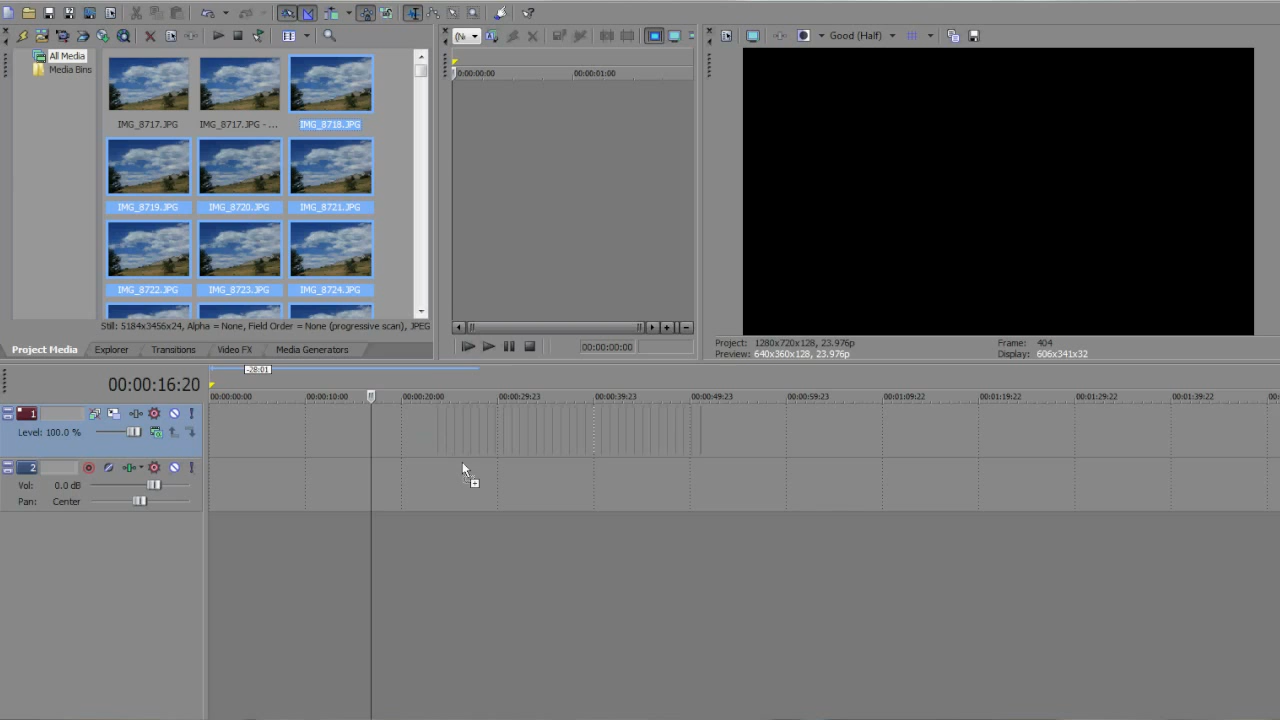 Good (Half)
All Media
Media Bins
IMG_8717.JPG
IMG_8717.JPG - ...
IMG_8718.JPG
IMG_8719.JPG
IMG_8720.JPG
IMG_8721.JPG
IMG_8722.JPG
IMG_8723.JPG
IMG_8724.JPG
Still: 5184x3456x24, Alpha = None, Field Order = None (progressive scan), JPEG
Project Media
Explorer
Transitions
Video FX
Media Generators
0:00:00:00
00:00:01:00
00:00:00:00
Project: 1280x720x128, 23.976p
Preview: 640x360x128, 23.976p
Frame: 404
Display: 606x341x32
00:00:16:20
-28:01
00:00:00:00
00:00:10:00
00:00:20:00
00:00:29:23
00:00:39:23
00:00:49:23
00:00:59:23
00:01:09:22
00:01:19:22
00:01:29:22
00:01:39:22
1
Level: 100.0 %
2
Vol: 0.0 dB
Pan: Center